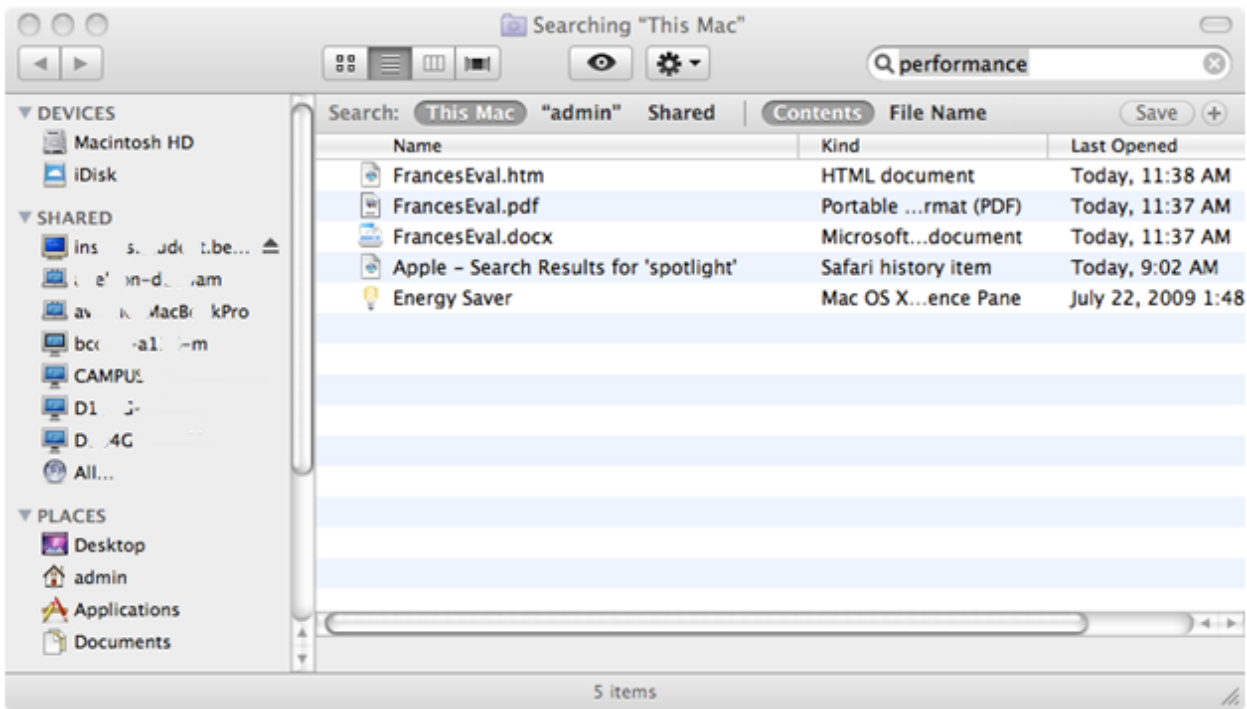 Searching “This Mac”
performance
Search: This Mac “admin” Shared Contents File Name Save
Name Kind Last Opened
FrancesEval.htm HTML document Today, 11:38 AM
FrancesEval.pdf Portable ...rmat (PDF) Today, 11:37 AM
FrancesEval.docx Microsoft...document Today, 11:37 AM
Apple – Search Results for 'spotlight' Safari history item Today, 9:02 AM
Energy Saver Mac OS X...ence Pane July 22, 2009 1:48
DEVICES
Macintosh HD
iDisk
SHARED
CAMPUS
All...
PLACES
Desktop
admin
Applications
Documents
5 items